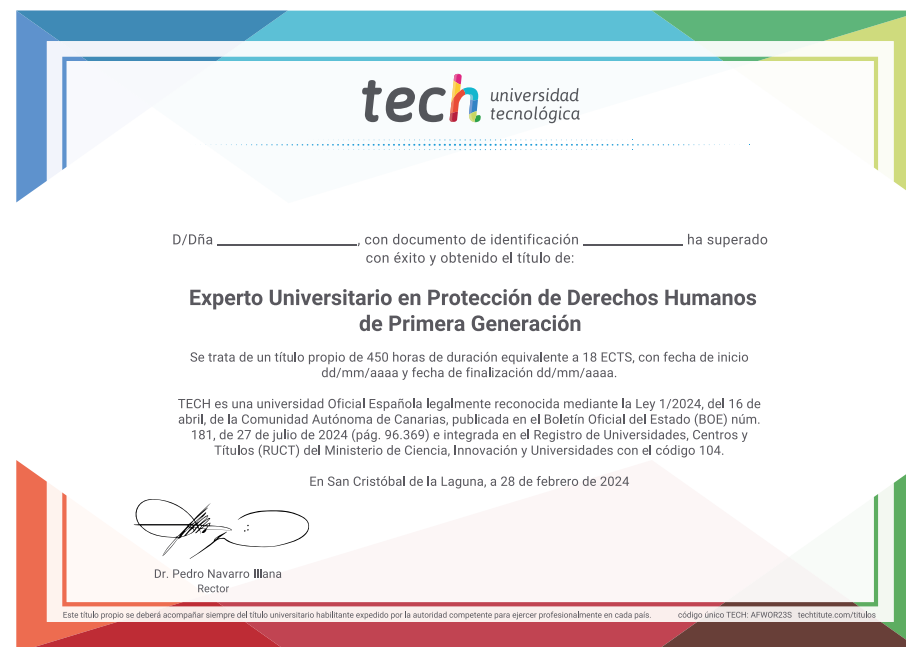 tech universidad
tecnológica
D/Dña ____________, con documento de identificación ____________ ha superado
con éxito y obtenido el título de:
Experto Universitario en Protección de Derechos Humanos
de Primera Generación
Se trata de un título propio de 450 horas de duración equivalente a 18 ECTS, con fecha de inicio
dd/mm/aaaa y fecha de finalización dd/mm/aaaa.
TECH es una universidad Oficial Española legalmente reconocida mediante la Ley 1/2024, del 16 de
abril, de la Comunidad Autónoma de Canarias, publicada en el Boletín Oficial del Estado (BOE) núm.
181, de 27 de julio de 2024 (pág. 96.369) e integrada en el Registro de Universidades, Centros y
Títulos (RUCT) del Ministerio de Ciencia, Innovación y Universidades con el código 104.
En San Cristóbal de la Laguna, a 28 de febrero de 2024
Dr. Pedro Navarro Illana
Rector
Este título propio se deberá acompañar siempre del título universitario habilitante expedido por la autoridad competente para ejercer profesionalmente en cada país. código único TECH: AFWOR23S techtitute.com/titulos